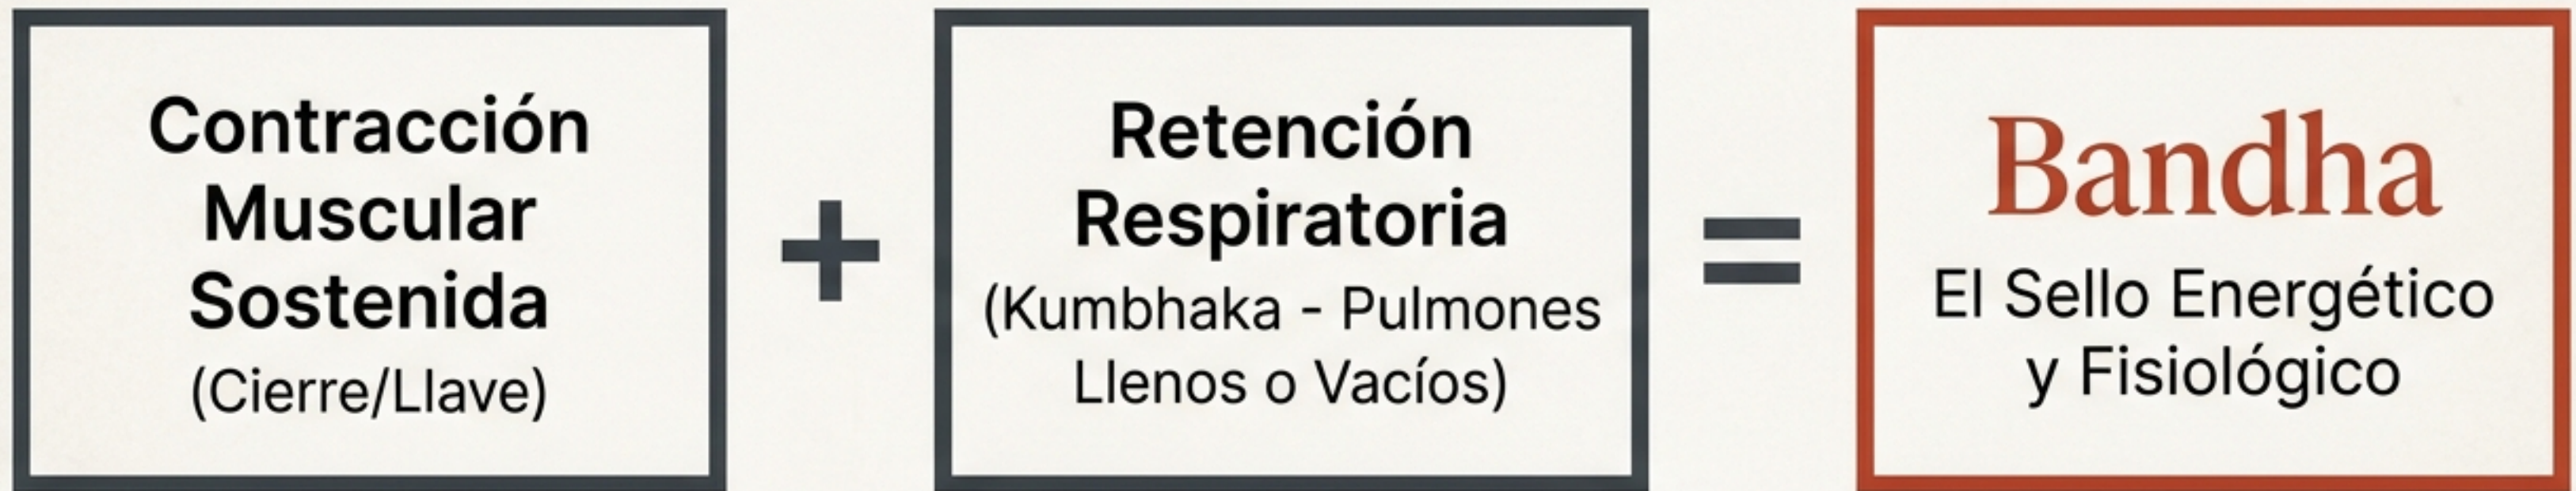 Contracción
Muscular
Sostenida
(Cierre/Llave)
+
Retención
Respiratoria
(Kumbhaka - Pulmones
Llenos o Vacíos)
=
Bandha
El Sello Energético
y Fisiológico